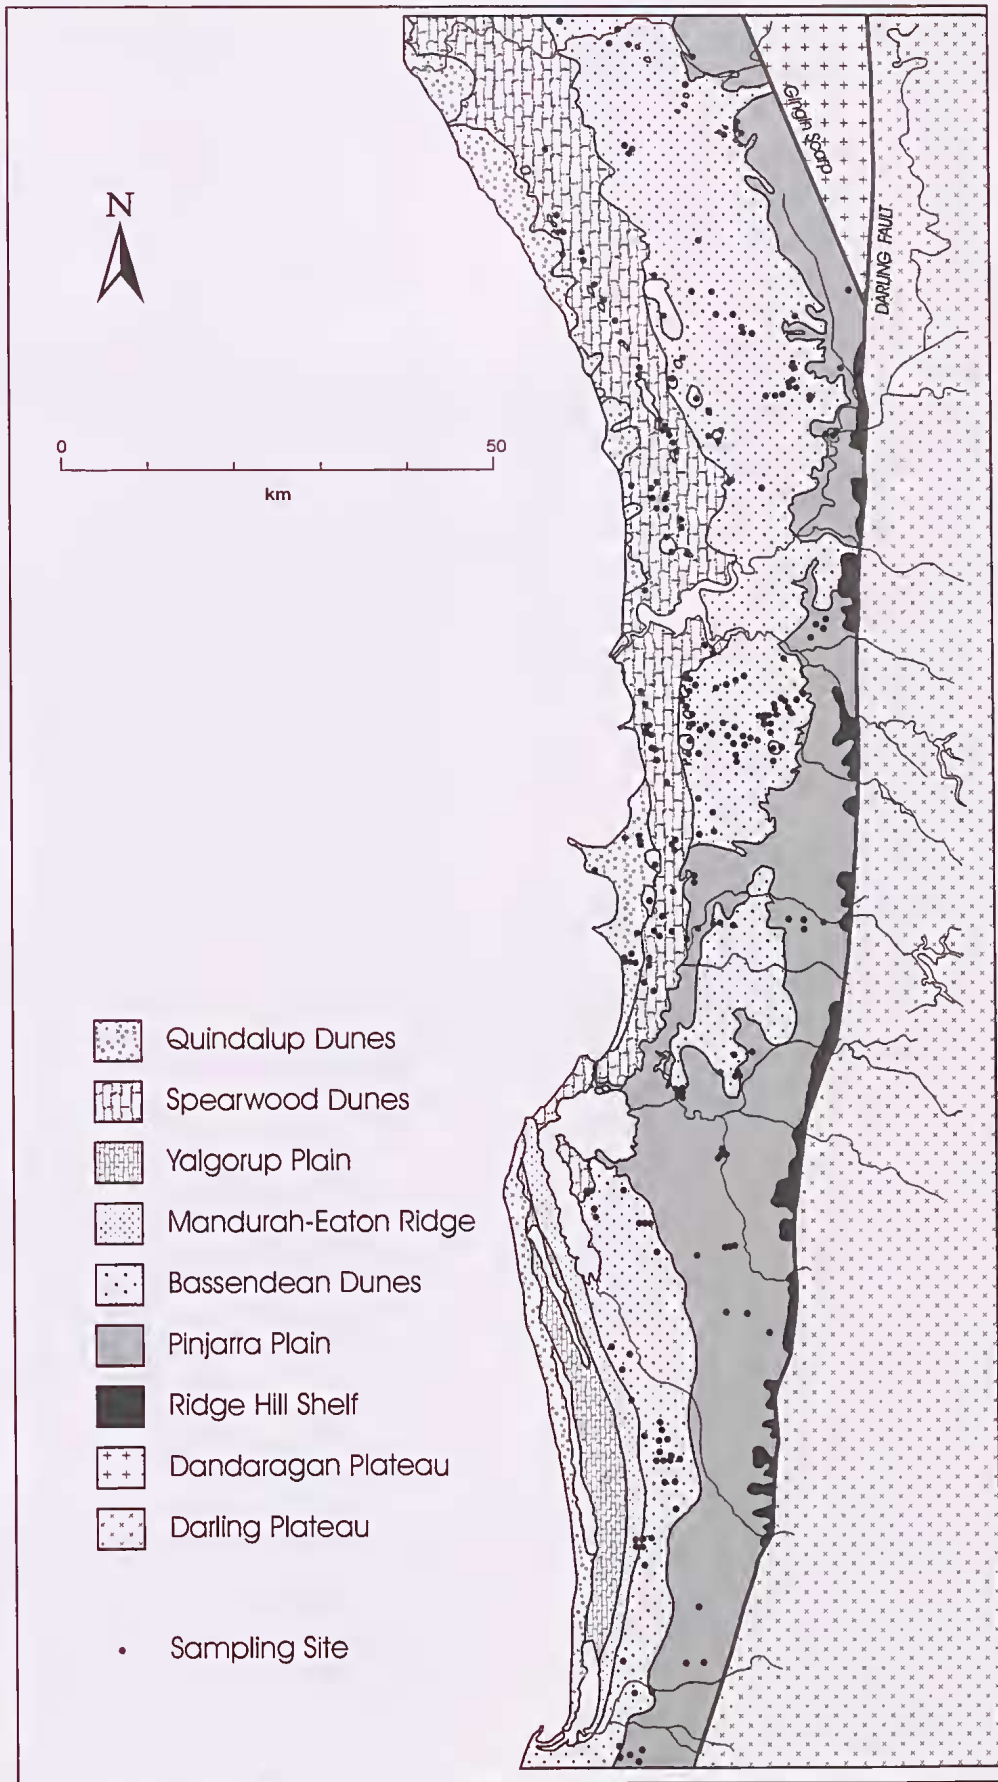 Gingin Scarp
DARLING FAULT
N
0 50
km
Quindalup Dunes
Spearwood Dunes
Yalgorup Plain
Mandurah-Eaton Ridge
Bassendean Dunes
Pinjarra Plain
Ridge Hill Shelf
Dandaragan Plateau
Darling Plateau
Sampling Site